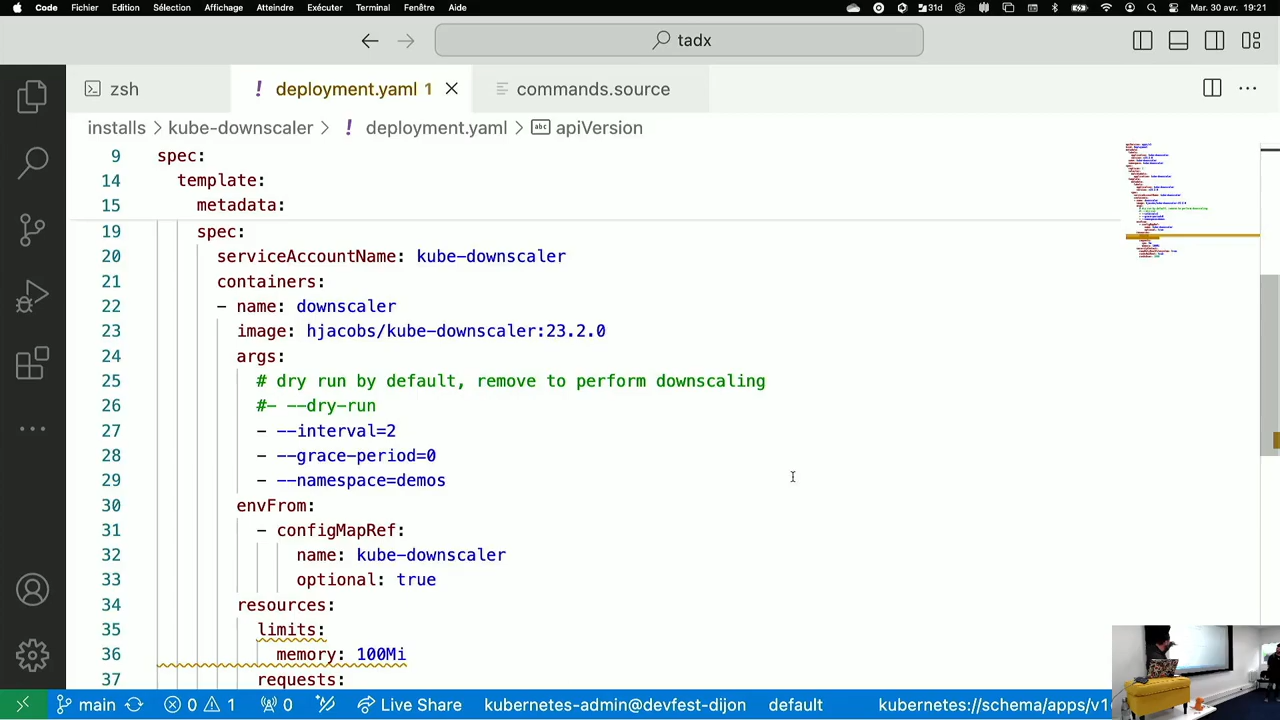 Code Fichier Edition Sélection Affichage Atteindre Exécuter Terminal Fenêtre Aide 31d Mar. 30 avr. 19:21
tadx
zsh
! deployment.yaml 1
commands.source
installs > kube-downscaler > ! deployment.yaml > abc apiVersion
9 spec:
14 template:
15 metadata:
19 spec:
20 serviceAccountName: kube-downscaler
21 containers:
22 - name: downscaler
23 image: hjacobs/kube-downscaler:23.2.0
24 args:
25 # dry run by default, remove to perform downscaling
26 #- --dry-run
27 - --interval=2
28 - --grace-period=0
29 - --namespace=demos
30 envFrom:
31 - configMapRef:
32 name: kube-downscaler
33 optional: true
34 resources:
35 limits:
36 memory: 100Mi
37 requests:
main 0 1 0 Live Share kubernetes-admin@devfest-dijon default kubernetes://schema/apps/v1